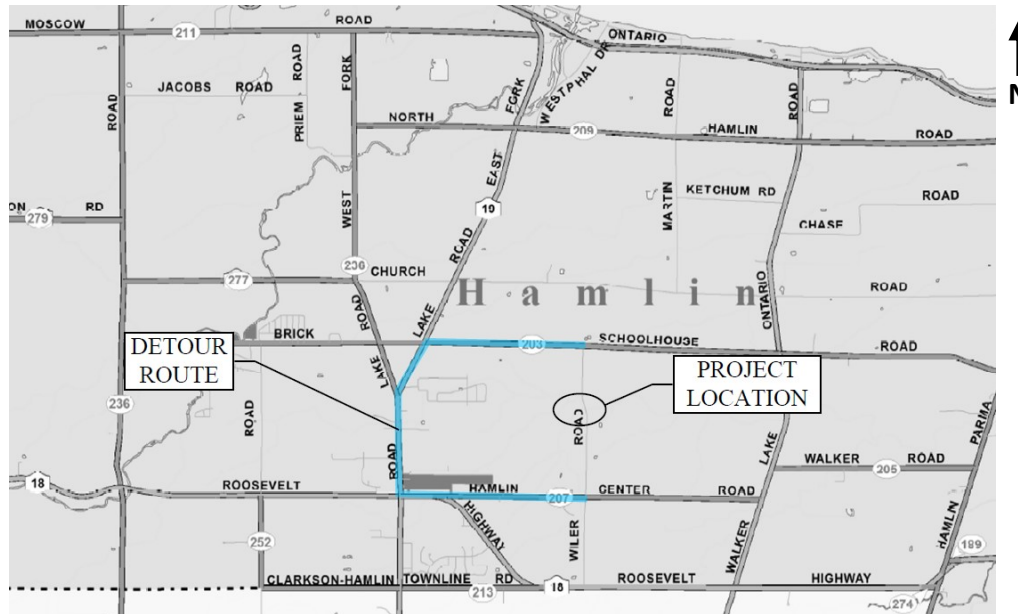 MOSCOW ROAD
211
ONTARIO
N
JACOBS ROAD
PRIEM ROAD
FORK
ROAD
WESTPHAL DR
FORK
ROAD
ROAD
NORTH
209
HAMLIN
ROAD
EAST
WEST
19
MARTIN
KETCHUM RD
ROAD
CHASE
ON RD
279
ROAD
236
CHURCH
277
ROAD
ONTARIO
Hamlin
ROAD
LAKE
BRICK
203
SCHOOLHOUSE
ROAD
DETOUR
ROUTE
LAKE
PROJECT
LOCATION
236
ROAD
ROAD
PARMA
LAKE
WALKER ROAD
205
18
ROAD
ROOSEVELT
HAMLIN
207
CENTER ROAD
HIGHWAY
WILER
252
WALKER
HAMLIN
189
CLARKSON-HAMLIN TOWNLINE RD
213
18
ROOSEVELT HIGHWAY
274